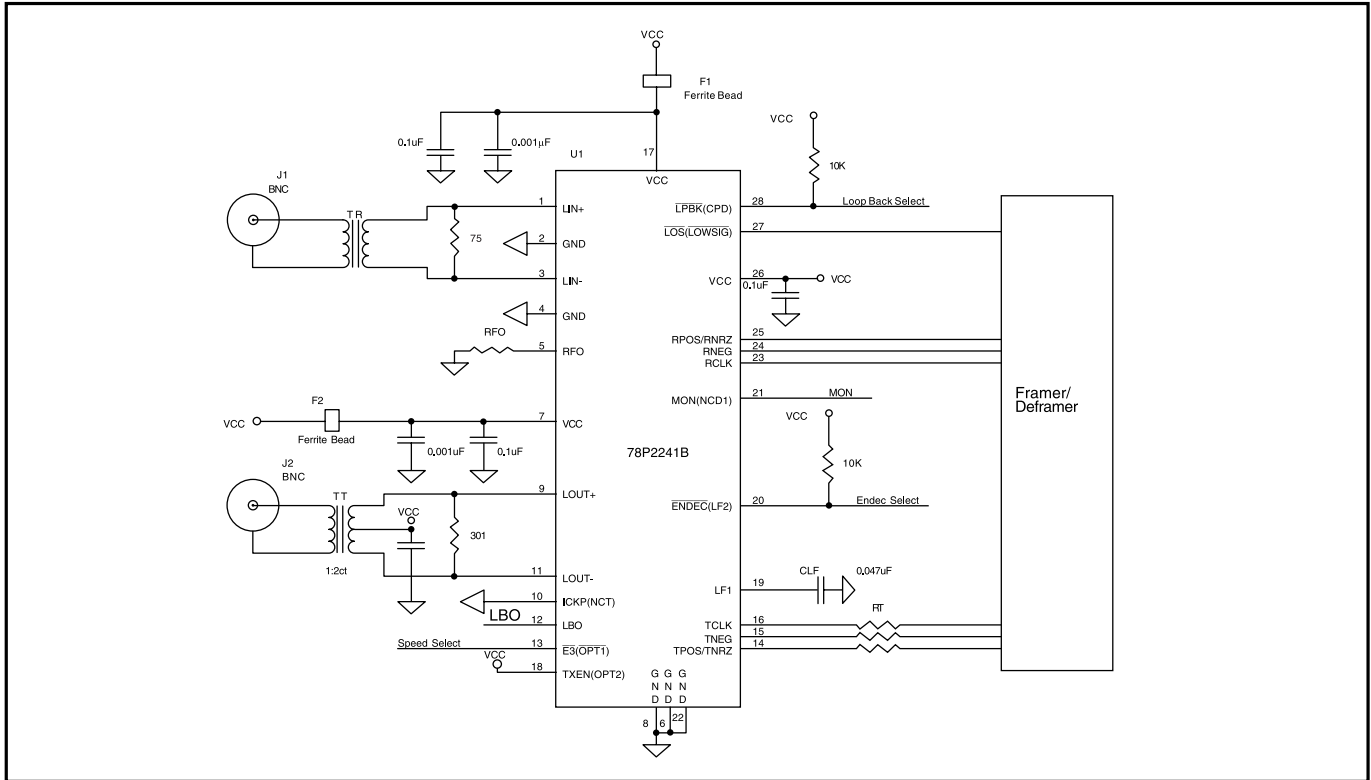 VCC
F1
Ferrite Bead
0.1uF
0.001µF
U1
17
VCC
VCC
10K
J1
BNC
TR
75
1 LIN+
2 GND
3 LIN-
4 GND
RFO
5 RFO
F2
VCC
Ferrite Bead
0.001uF
0.1uF
7 VCC
78P2241B
J2
BNC
TT
1:2ct
VCC
301
9 LOUT+
11 LOUT-
10 ICKP(NCT)
LBO
12 LBO
Speed Select
13 E3(OPT1)
VCC
18 TXEN(OPT2)
GND GND GND
8 6 22
LPBK(CPD) 28 Loop Back Select
LOS(LOWSIG) 27
VCC 26 VCC
0.1uF
RPOS/RNRZ 25
RNEG 24
RCLK 23
MON(NCD1) 21 MON
VCC
10K
ENDEC(LF2) 20 Endec Select
LF1 19 CLF 0.047uF
RT
TCLK 16
TNEG 15
TPOS/TNRZ 14
Framer/
Deframer